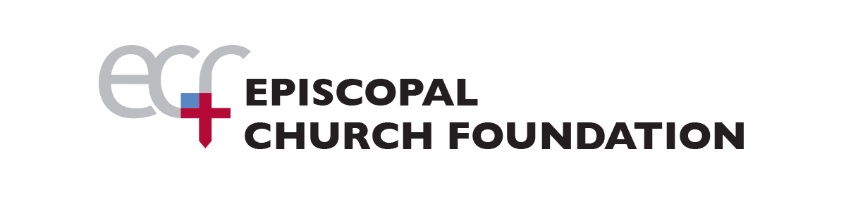 ecf EPISCOPAL
CHURCH FOUNDATION